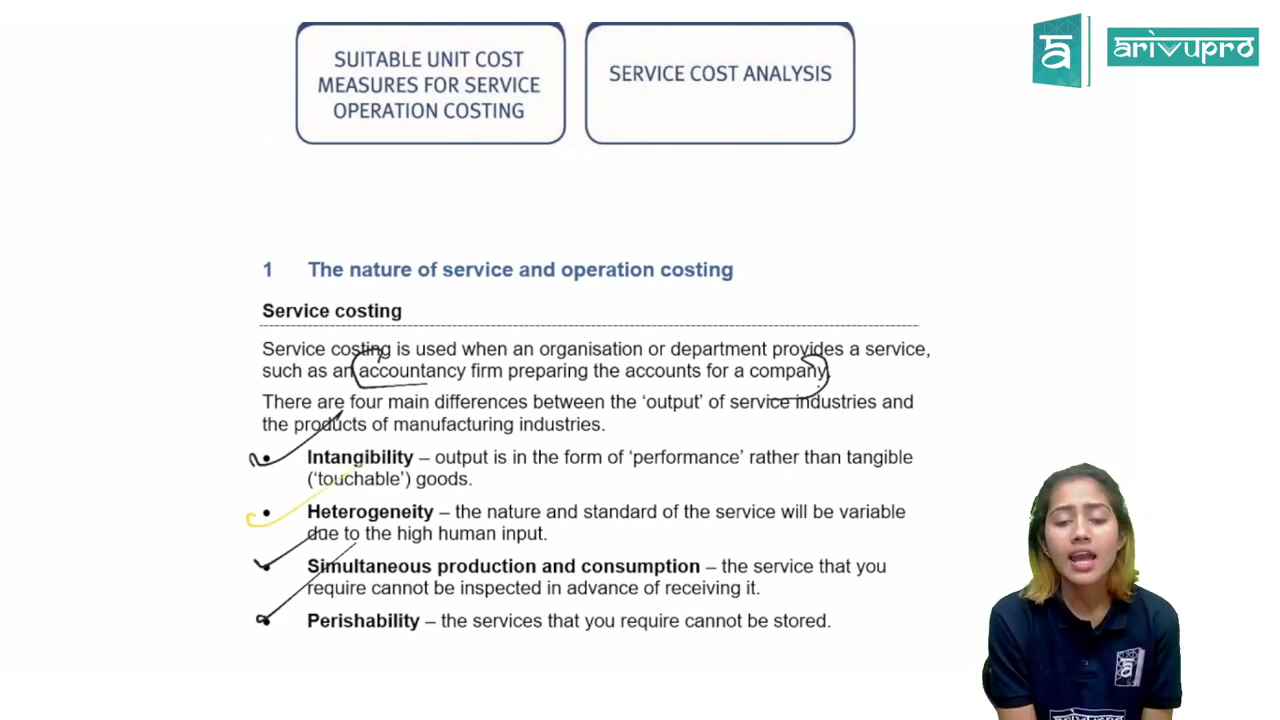 SUITABLE UNIT COST
MEASURES FOR SERVICE
OPERATION COSTING
SERVICE COST ANALYSIS
arivupro
1 The nature of service and operation costing
Service costing
Service costing is used when an organisation or department provides a service,
such as an accountancy firm preparing the accounts for a company.
There are four main differences between the ‘output’ of service industries and
the products of manufacturing industries.
• Intangibility – output is in the form of ‘performance’ rather than tangible
(‘touchable’) goods.
• Heterogeneity – the nature and standard of the service will be variable
due to the high human input.
• Simultaneous production and consumption – the service that you
require cannot be inspected in advance of receiving it.
• Perishability – the services that you require cannot be stored.
arivupro